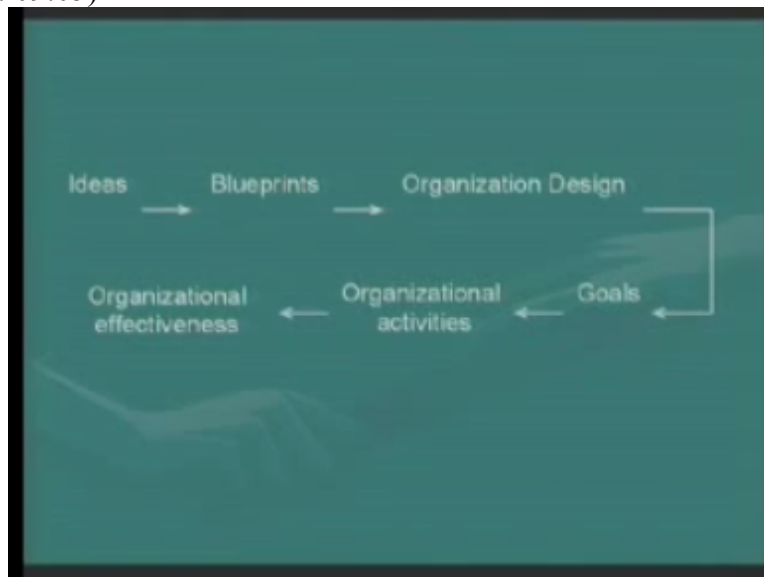 Ideas
Blueprints
Organization Design
Goals
Organizational
activities
Organizational
effectiveness